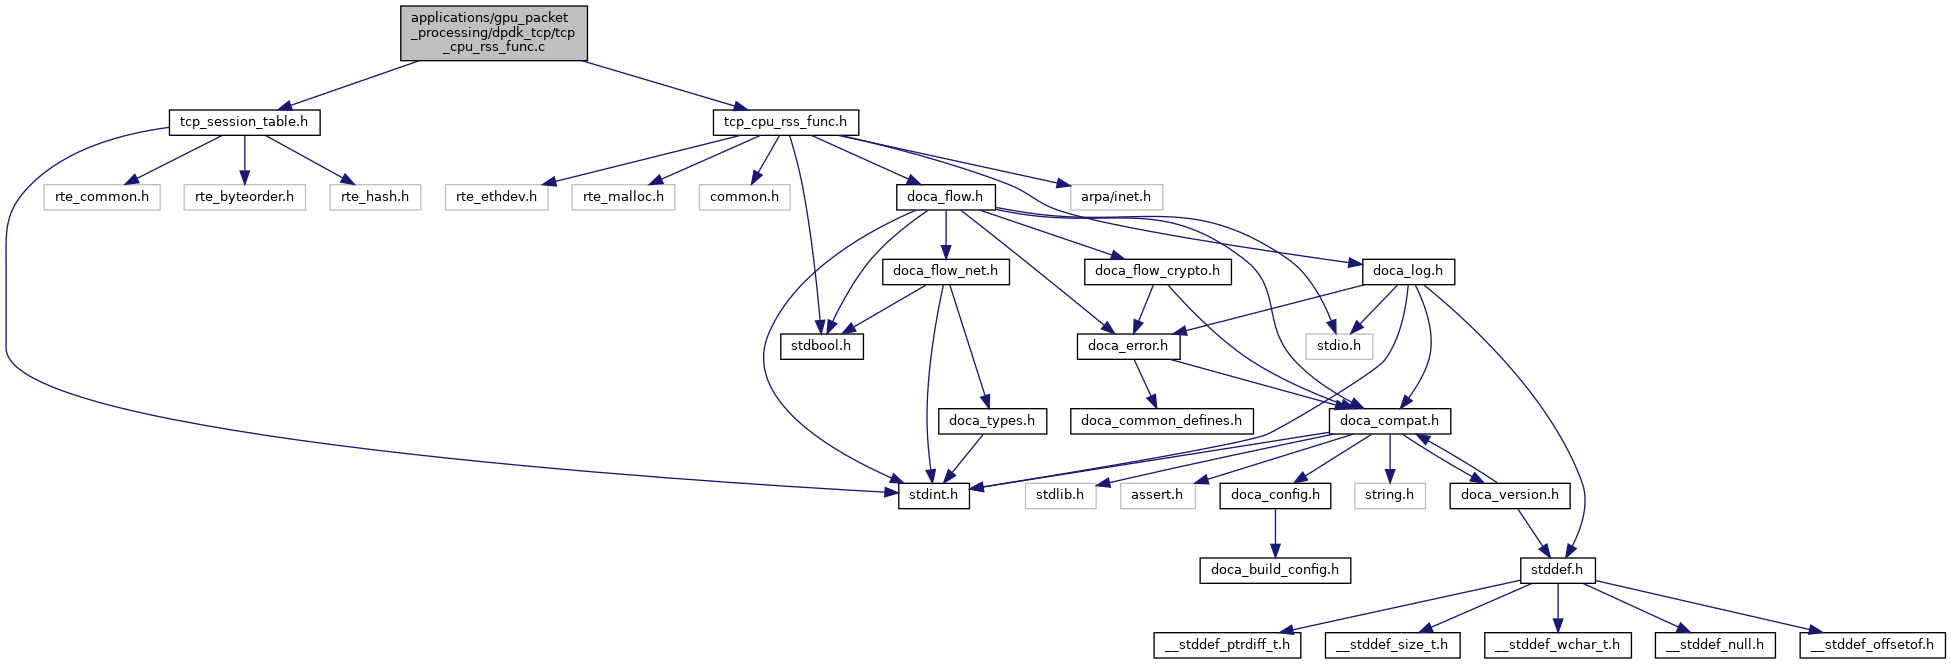 applications/gpu_packet
_processing/dpdk_tcp/tcp
_cpu_rss_func.c
tcp_session_table.h
tcp_cpu_rss_func.h
rte_common.h
rte_byteorder.h
rte_hash.h
rte_ethdev.h
rte_malloc.h
common.h
doca_flow.h
arpa/inet.h
doca_flow_net.h
doca_flow_crypto.h
doca_log.h
stdbool.h
doca_error.h
stdio.h
doca_types.h
doca_common_defines.h
doca_compat.h
stdint.h
stdlib.h
assert.h
doca_config.h
string.h
doca_version.h
doca_build_config.h
stddef.h
__stddef_ptrdiff_t.h
__stddef_size_t.h
__stddef_wchar_t.h
__stddef_null.h
__stddef_offsetof.h